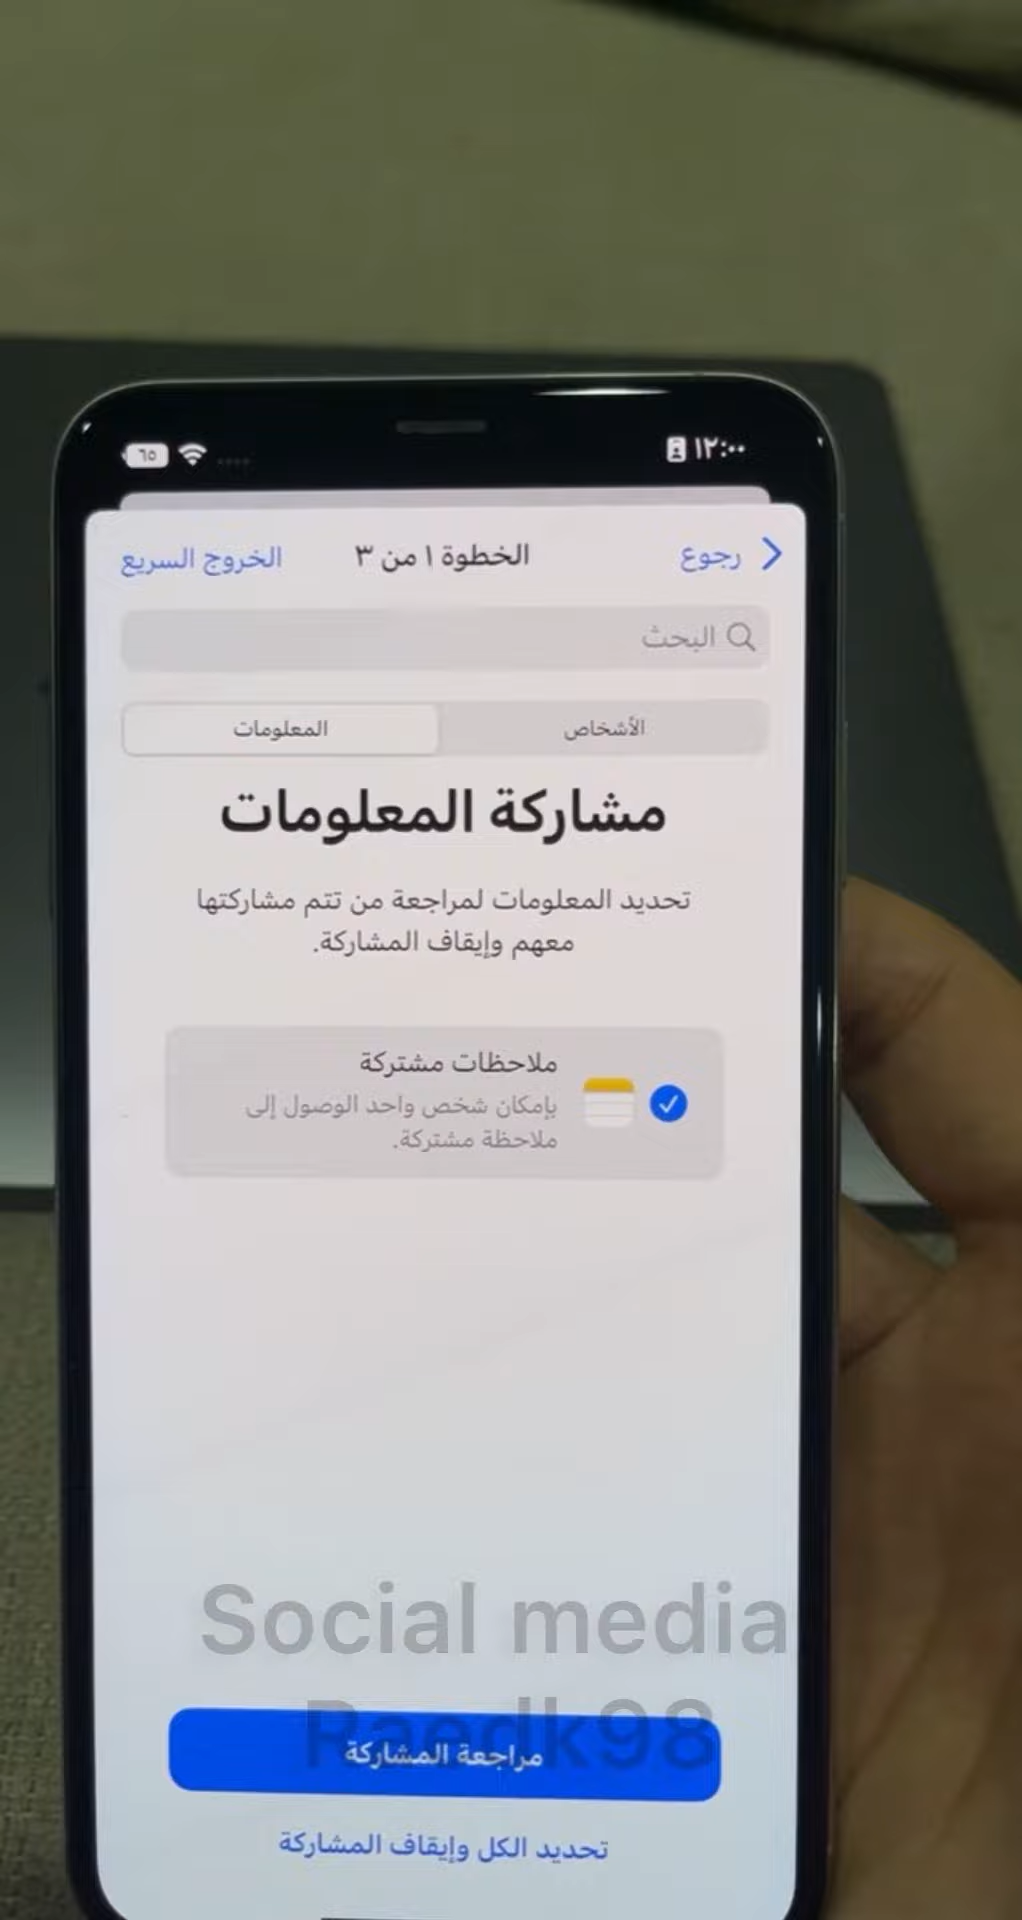 ١٢:٠٠
٦٥
رجوع
الخطوة ١ من ٣
الخروج السريع
البحث
الأشخاص
المعلومات
مشاركة المعلومات
تحديد المعلومات لمراجعة من تتم مشاركتها
معهم وإيقاف المشاركة.
ملاحظات مشتركة
بإمكان شخص واحد الوصول إلى
ملاحظة مشتركة.
Social media
Raedk98
مراجعة المشاركة
تحديد الكل وإيقاف المشاركة